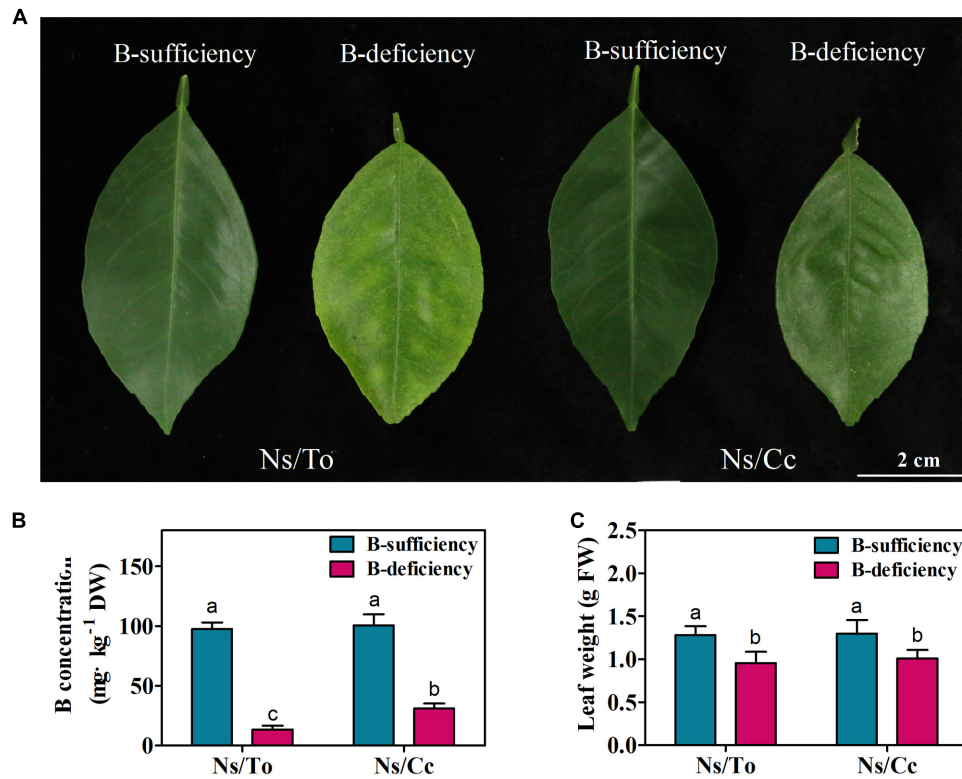 A
B-sufficiency B-deficiency B-sufficiency B-deficiency
Ns/To Ns/Cc
2 cm
B
B concentration
(mg· kg⁻¹ DW)
150
100
50
0
B-sufficiency
B-deficiency
a c a b
Ns/To Ns/Cc
C
Leaf weight (g FW)
2.5
2.0
1.5
1.0
0.5
0.0
B-sufficiency
B-deficiency
a b a b
Ns/To Ns/Cc